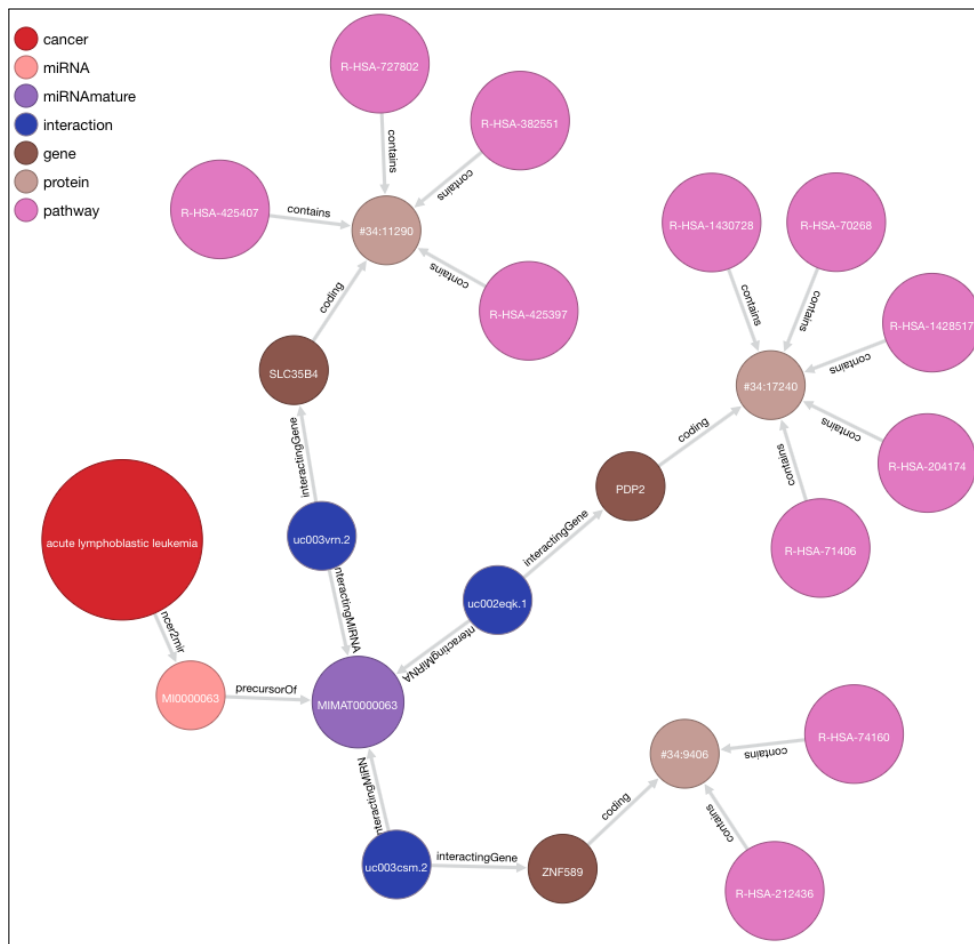 cancer
miRNA
miRNAmature
interaction
gene
protein
pathway
R-HSA-727802
R-HSA-382551
contains
contains
R-HSA-425407
contains
#34:11290
contains
R-HSA-425397
coding
SLC35B4
interactingGene
R-HSA-1430728
R-HSA-70268
contains
contains
R-HSA-1428517
contains
#34:17240
contains
R-HSA-204174
contains
R-HSA-71406
coding
PDP2
interactingGene
acute lymphoblastic leukemia
uc003vrn.2
nteractingMiRNA
uc002eqk.1
nteractingMiRNA
ncer2mir
MI0000063
precursorOf
MIMAT0000063
nteractingMiRN
uc003csm.2
interactingGene
ZNF589
coding
#34:9406
contains
R-HSA-74160
contains
R-HSA-212436